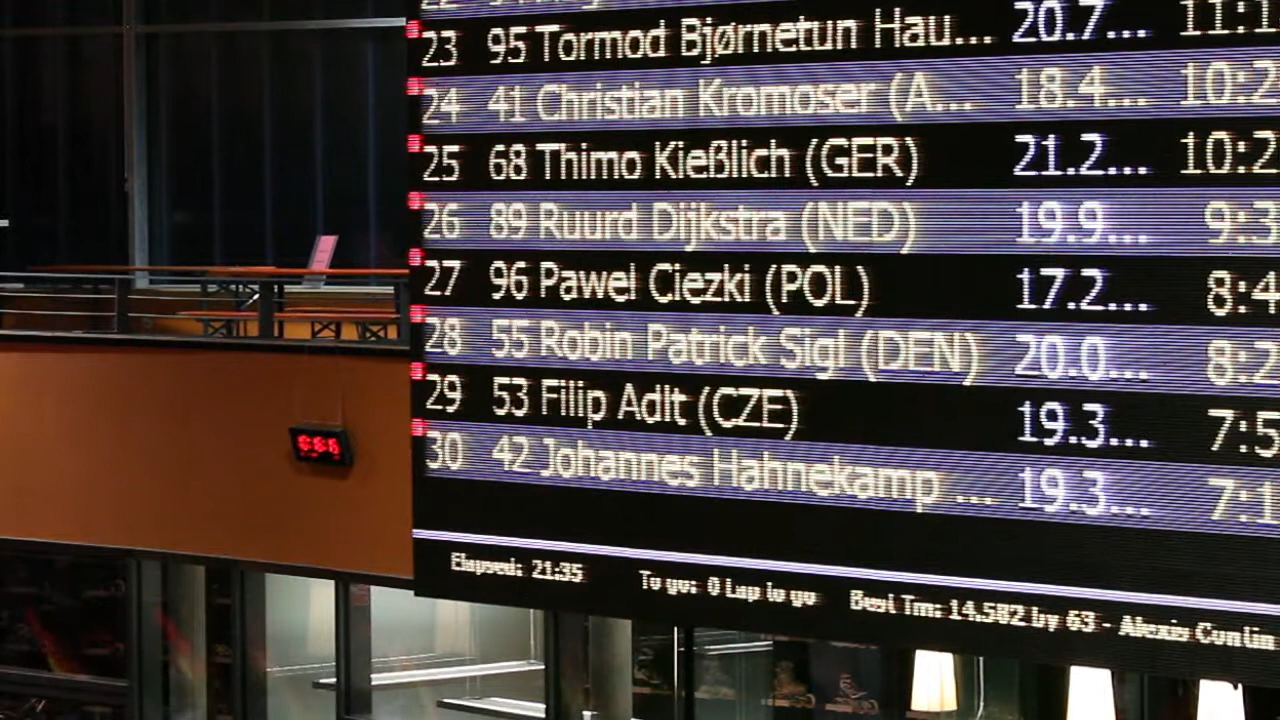 23 95 Tormod Bjørnetun Hau... 20.7... 11:1
24 41 Christian Kromoser (A... 18.4... 10:2
25 68 Thimo Kießlich (GER) 21.2... 10:2
26 89 Ruurd Dijkstra (NED) 19.9... 9:3
27 96 Pawel Ciezki (POL) 17.2... 8:4
28 55 Robin Patrick Sigl (DEN) 20.0... 8:2
29 53 Filip Adlt (CZE) 19.3... 7:5
30 42 Johannes Hahnekamp ... 19.3... 7:1
Elapsed: 21:35 To go: 0 Lap to go Best Tm: 14.582 by 63 - Alexis Contin